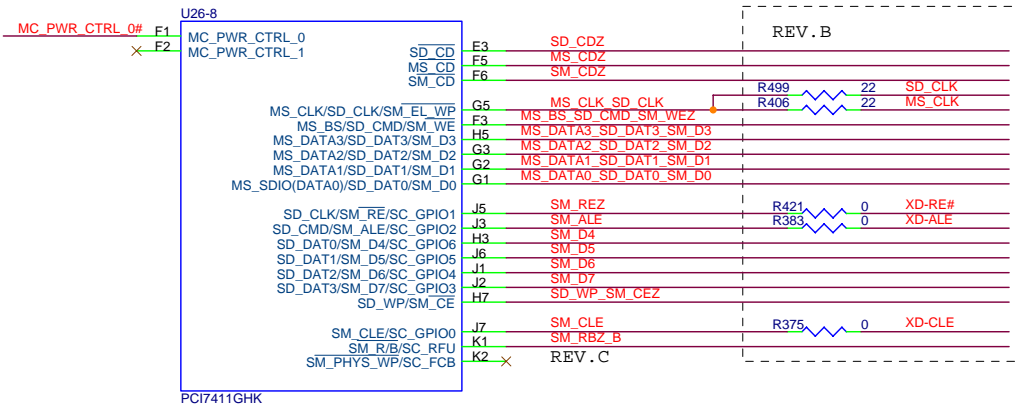 U26-8
REV.B
MC_PWR_CTRL_0# F1 MC_PWR_CTRL_0
F2 MC_PWR_CTRL_1
SD_CD E3 SD_CDZ
MS_CD F5 MS_CDZ
SM_CD F6 SM_CDZ
R499 22 SD_CLK
MS_CLK/SD_CLK/SM_EL_WP G5 MS_CLK_SD_CLK R406 22 MS_CLK
MS_BS/SD_CMD/SM_WE F3 MS_BS_SD_CMD_SM_WEZ
MS_DATA3/SD_DAT3/SM_D3 H5 MS_DATA3_SD_DAT3_SM_D3
MS_DATA2/SD_DAT2/SM_D2 G3 MS_DATA2_SD_DAT2_SM_D2
MS_DATA1/SD_DAT1/SM_D1 G2 MS_DATA1_SD_DAT1_SM_D1
MS_SDIO(DATA0)/SD_DAT0/SM_D0 G1 MS_DATA0_SD_DAT0_SM_D0
SD_CLK/SM_RE/SC_GPIO1 J5 SM_REZ R421 0 XD-RE#
SD_CMD/SM_ALE/SC_GPIO2 J3 SM_ALE R383 0 XD-ALE
SD_DAT0/SM_D4/SC_GPIO6 H3 SM_D4
SD_DAT1/SM_D5/SC_GPIO5 J6 SM_D5
SD_DAT2/SM_D6/SC_GPIO4 J1 SM_D6
SD_DAT3/SM_D7/SC_GPIO3 J2 SM_D7
SD_WP/SM_CE H7 SD_WP_SM_CEZ
SM_CLE/SC_GPIO0 J7 SM_CLE R375 0 XD-CLE
SM_R/B/SC_RFU K1 SM_RBZ_B
SM_PHYS_WP/SC_FCB K2 REV.C
PCI7411GHK